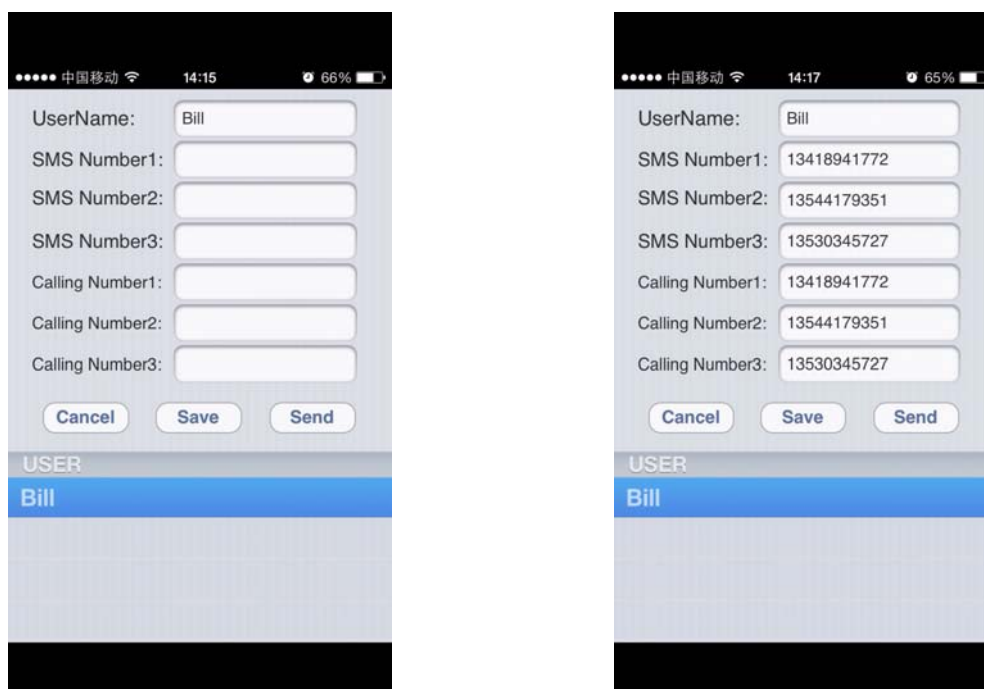 中国移动 14:15 66%
UserName: Bill
SMS Number1:
SMS Number2:
SMS Number3:
Calling Number1:
Calling Number2:
Calling Number3:
Cancel Save Send
USER
Bill
中国移动 14:17 65%
UserName: Bill
SMS Number1: 13418941772
SMS Number2: 13544179351
SMS Number3: 13530345727
Calling Number1: 13418941772
Calling Number2: 13544179351
Calling Number3: 13530345727
Cancel Save Send
USER
Bill